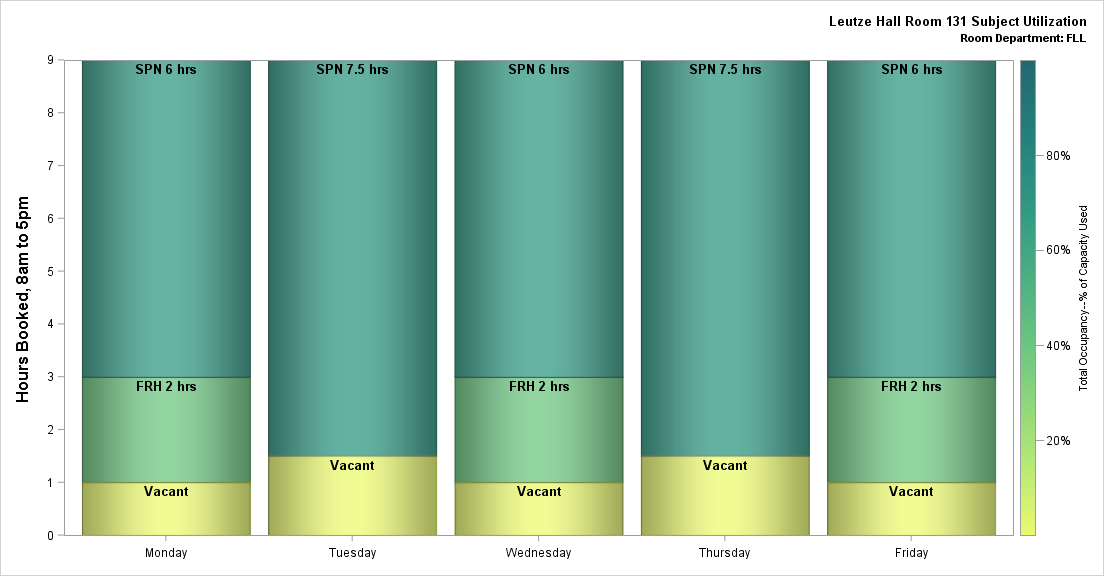 Leutze Hall Room 131 Subject Utilization
Room Department: FLL
Hours Booked, 8am to 5pm
9
8
7
6
5
4
3
2
1
0
SPN 6 hrs
FRH 2 hrs
Vacant
SPN 7.5 hrs
Vacant
SPN 6 hrs
FRH 2 hrs
Vacant
SPN 7.5 hrs
Vacant
SPN 6 hrs
FRH 2 hrs
Vacant
Monday
Tuesday
Wednesday
Thursday
Friday
80%
60%
40%
20%
Total Occupancy--% of Capacity Used